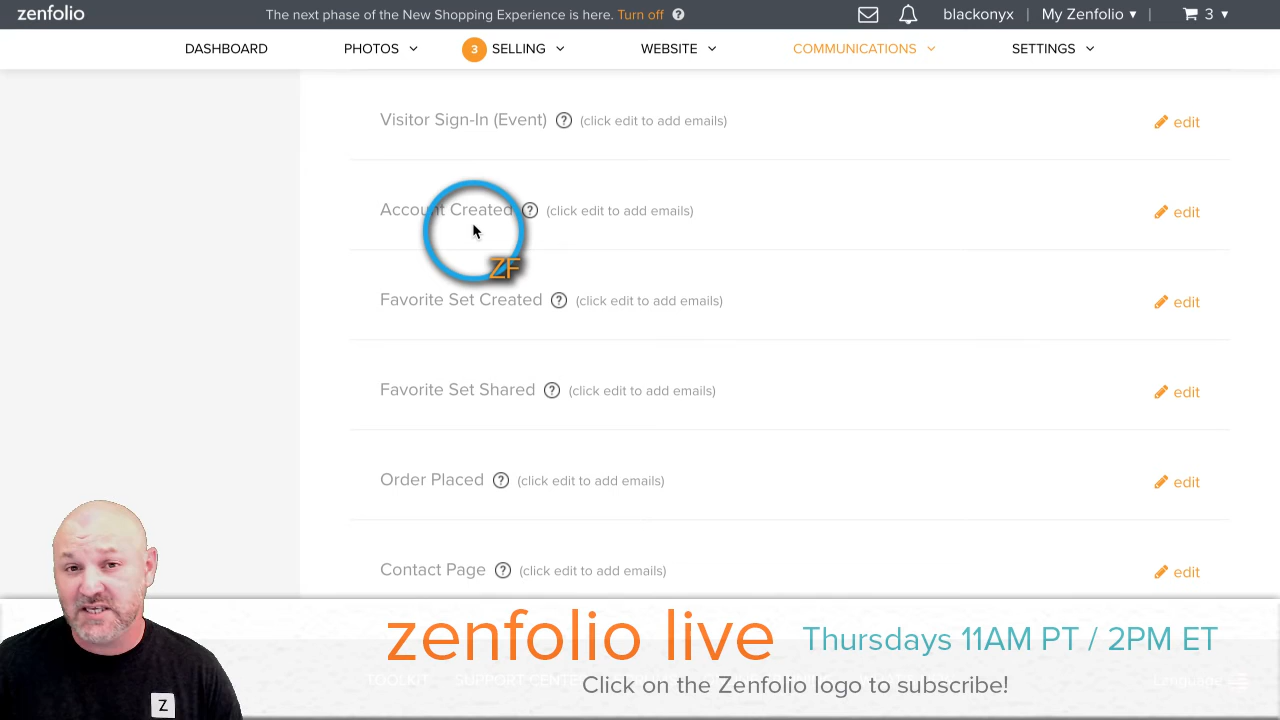 zenfolio
The next phase of the New Shopping Experience is here. Turn off ?
blackonyx | My Zenfolio ▾ | 3 ▾
DASHBOARD PHOTOS 3 SELLING WEBSITE COMMUNICATIONS SETTINGS
Visitor Sign-In (Event) ? (click edit to add emails) edit
Account Created ? (click edit to add emails) edit
ZF
Favorite Set Created ? (click edit to add emails) edit
Favorite Set Shared ? (click edit to add emails) edit
Order Placed ? (click edit to add emails) edit
Contact Page ? (click edit to add emails) edit
zenfolio live Thursdays 11AM PT / 2PM ET
TOOLKIT SUPPORT CENTER Language
Click on the Zenfolio logo to subscribe!
Z